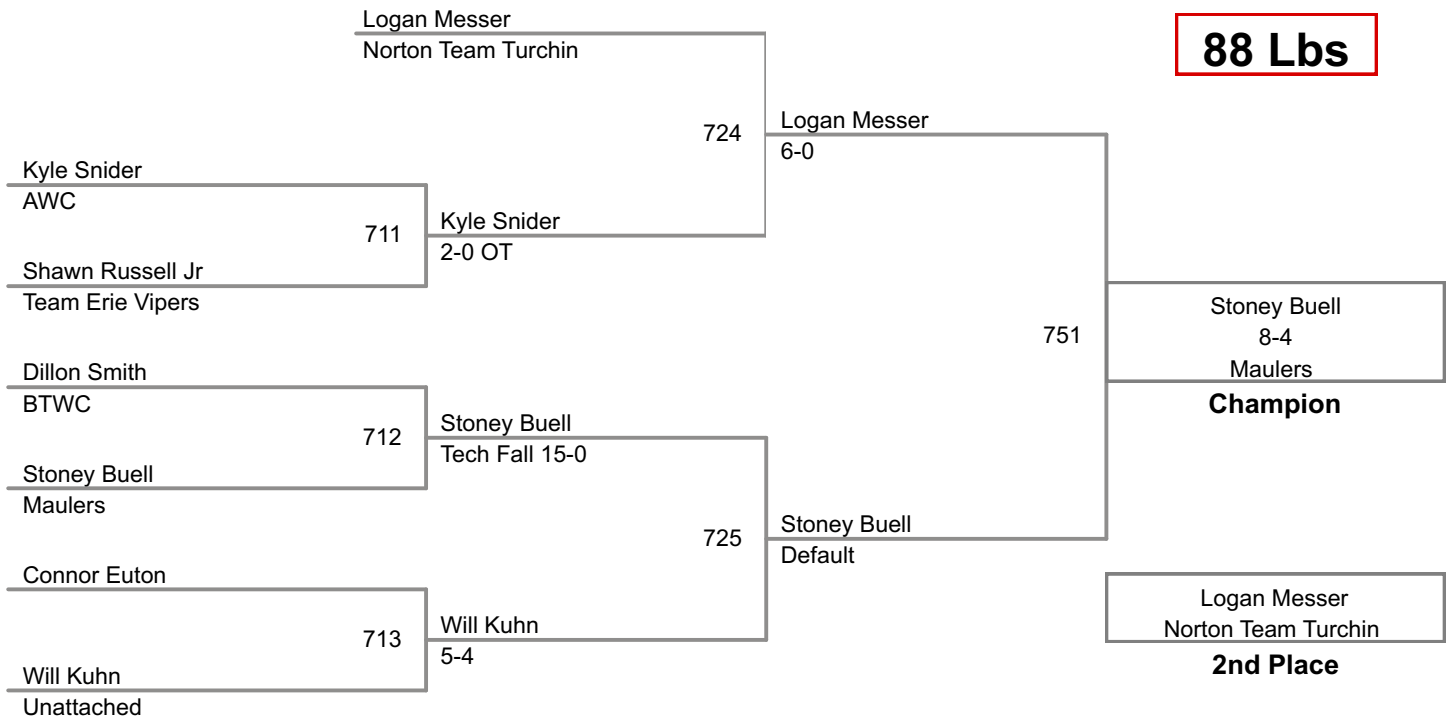 Logan Messer
Norton Team Turchin
88 Lbs
724
Logan Messer
6-0
Kyle Snider
AWC
711
Kyle Snider
2-0 OT
Shawn Russell Jr
Team Erie Vipers
751
Stoney Buell
8-4
Maulers
Champion
Dillon Smith
BTWC
712
Stoney Buell
Tech Fall 15-0
Stoney Buell
Maulers
725
Stoney Buell
Default
Connor Euton
713
Will Kuhn
5-4
Will Kuhn
Unattached
Logan Messer
Norton Team Turchin
2nd Place